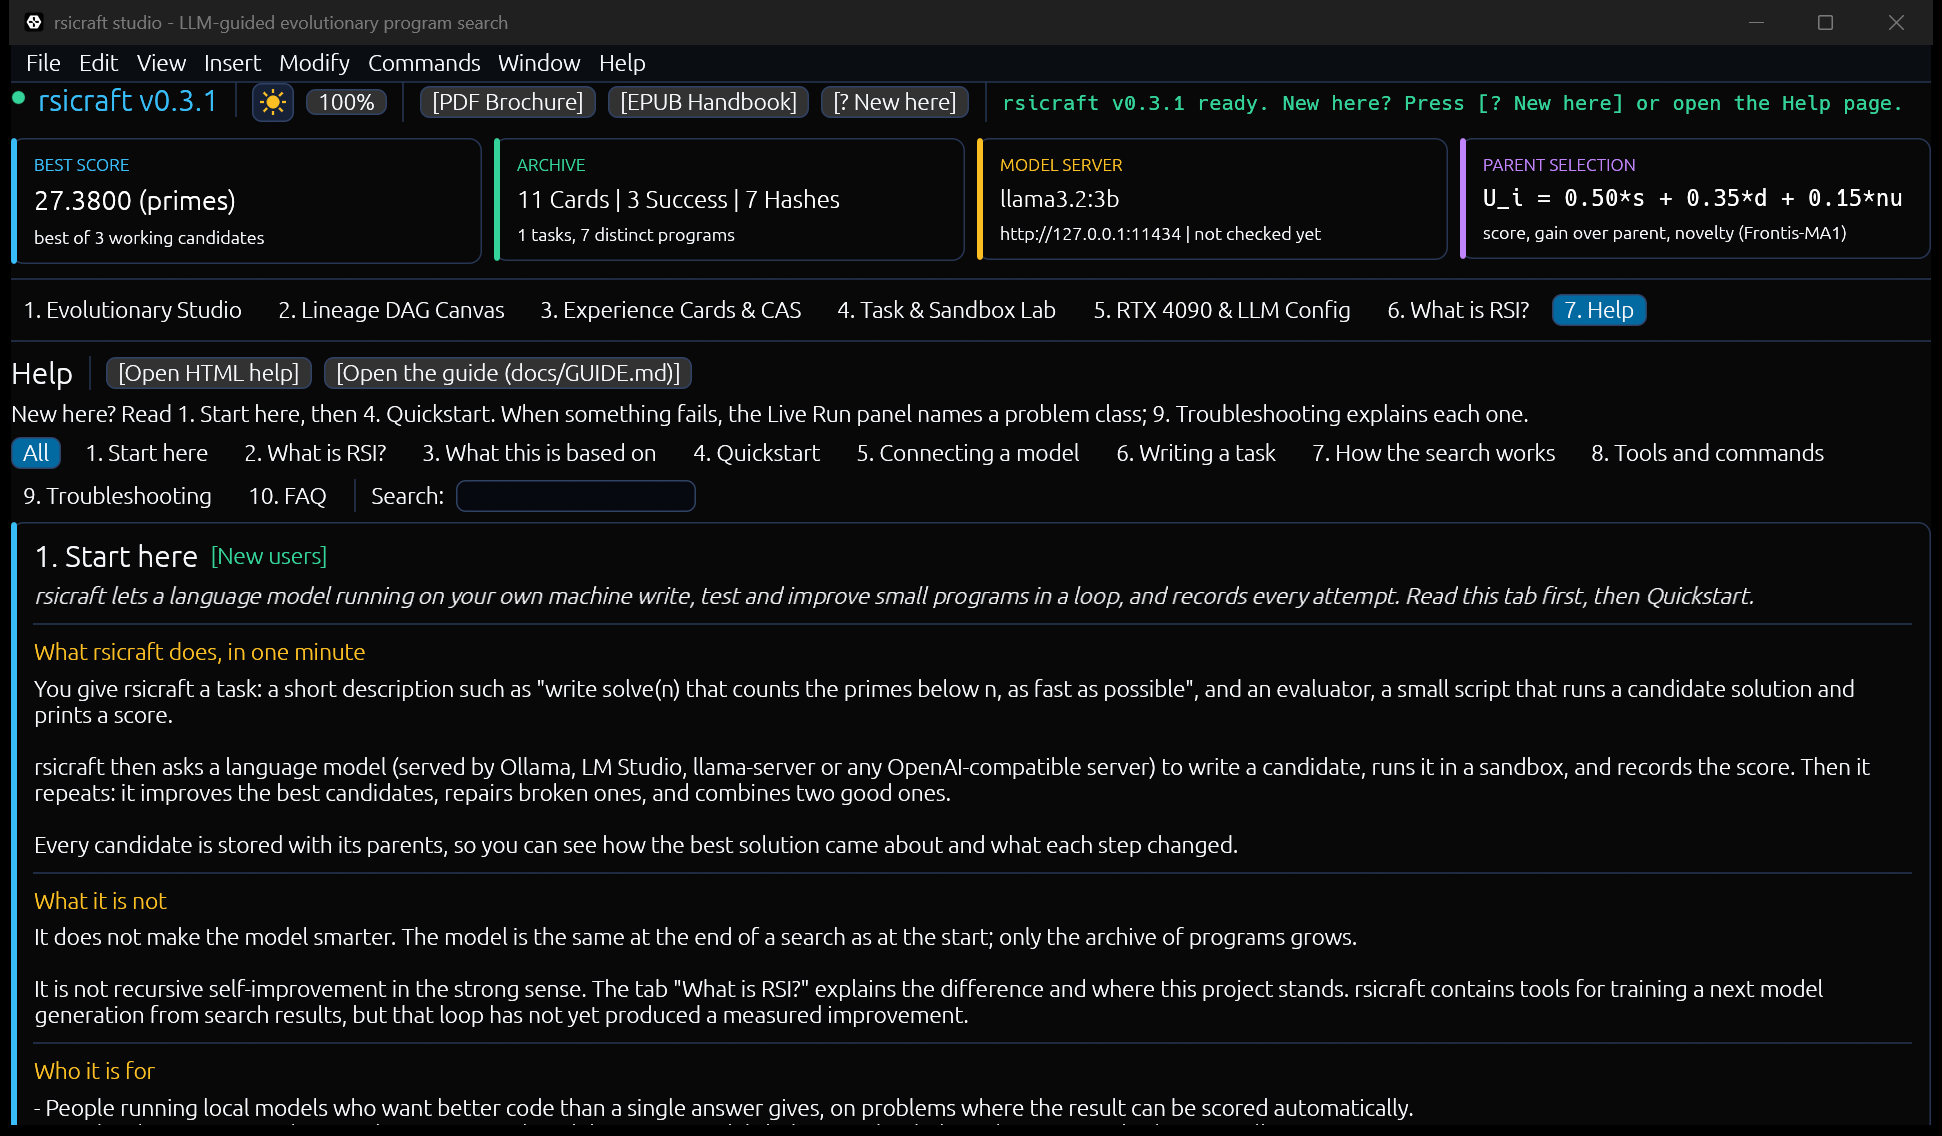 rsicraft studio - LLM-guided evolutionary program search
File Edit View Insert Modify Commands Window Help
rsicraft v0.3.1 100% [PDF Brochure] [EPUB Handbook] [? New here] rsicraft v0.3.1 ready. New here? Press [? New here] or open the Help page.
BEST SCORE
27.3800 (primes)
best of 3 working candidates
ARCHIVE
11 Cards | 3 Success | 7 Hashes
1 tasks, 7 distinct programs
MODEL SERVER
llama3.2:3b
http://127.0.0.1:11434 | not checked yet
PARENT SELECTION
U_i = 0.50*s + 0.35*d + 0.15*nu
score, gain over parent, novelty (Frontis-MA1)
1. Evolutionary Studio 2. Lineage DAG Canvas 3. Experience Cards & CAS 4. Task & Sandbox Lab 5. RTX 4090 & LLM Config 6. What is RSI? 7. Help
Help [Open HTML help] [Open the guide (docs/GUIDE.md)]
New here? Read 1. Start here, then 4. Quickstart. When something fails, the Live Run panel names a problem class; 9. Troubleshooting explains each one.
All 1. Start here 2. What is RSI? 3. What this is based on 4. Quickstart 5. Connecting a model 6. Writing a task 7. How the search works 8. Tools and commands
9. Troubleshooting 10. FAQ Search:
1. Start here [New users]
rsicraft lets a language model running on your own machine write, test and improve small programs in a loop, and records every attempt. Read this tab first, then Quickstart.
What rsicraft does, in one minute
You give rsicraft a task: a short description such as "write solve(n) that counts the primes below n, as fast as possible", and an evaluator, a small script that runs a candidate solution and
prints a score.
rsicraft then asks a language model (served by Ollama, LM Studio, llama-server or any OpenAI-compatible server) to write a candidate, runs it in a sandbox, and records the score. Then it
repeats: it improves the best candidates, repairs broken ones, and combines two good ones.
Every candidate is stored with its parents, so you can see how the best solution came about and what each step changed.
What it is not
It does not make the model smarter. The model is the same at the end of a search as at the start; only the archive of programs grows.
It is not recursive self-improvement in the strong sense. The tab "What is RSI?" explains the difference and where this project stands. rsicraft contains tools for training a next model
generation from search results, but that loop has not yet produced a measured improvement.
Who it is for
- People running local models who want better code than a single answer gives, on problems where the result can be scored automatically.